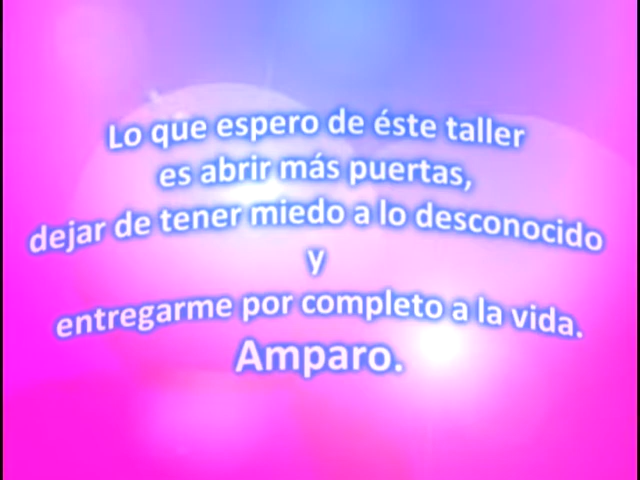 Lo que espero de éste taller
es abrir más puertas,
dejar de tener miedo a lo desconocido
y
entregarme por completo a la vida.
Amparo.